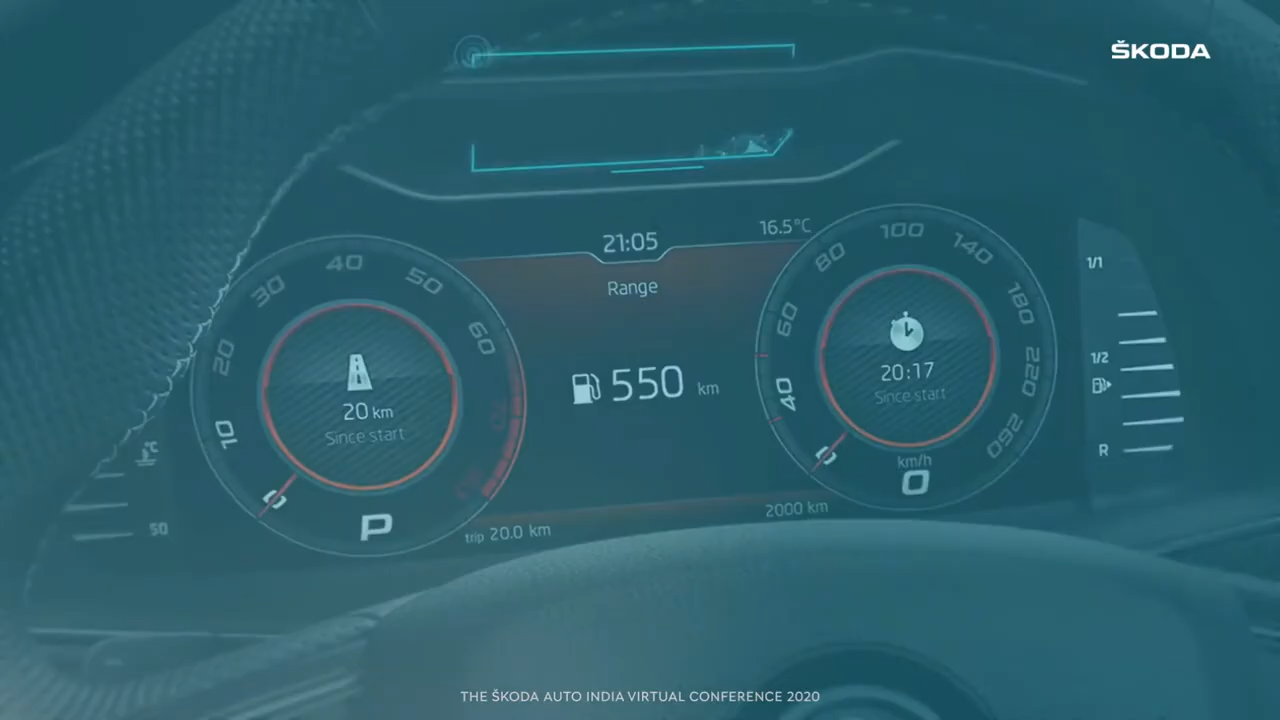 ŠKODA
21:05
16.5°C
Range
550 km
10
20
30
40
50
60
20 km
Since start
0
P
40
60
80
100
140
180
220
260
20:17
Since start
km/h
0
0
trip 20.0 km
2000 km
°C
50
1/1
1/2
R
THE ŠKODA AUTO INDIA VIRTUAL CONFERENCE 2020